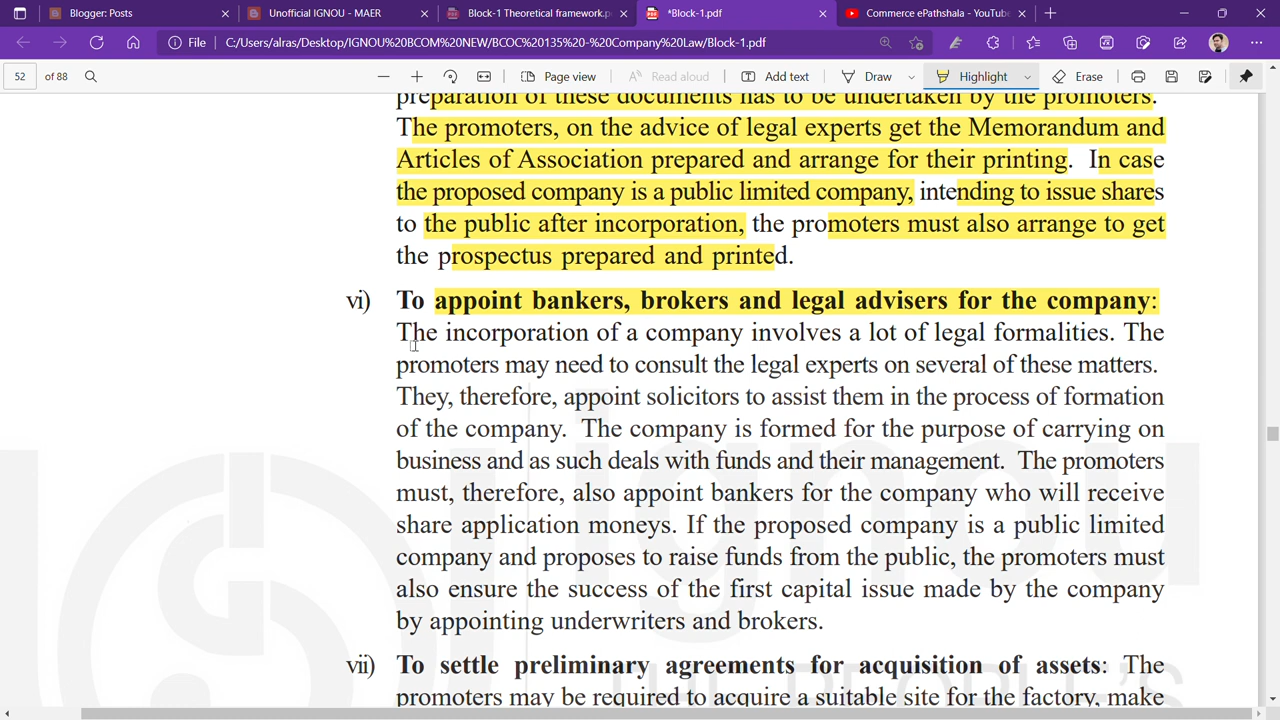 Blogger: Posts
Unofficial IGNOU - MAER
Block-1 Theoretical framework.p
*Block-1.pdf
Commerce ePathshala - YouTube
File
C:/Users/alras/Desktop/IGNOU%20BCOM%20NEW/BCOC%20135%20-%20Company%20Law/Block-1.pdf
52
of 88
Page view
Read aloud
Add text
Draw
Highlight
Erase
preparation of these documents has to be undertaken by the promoters.
The promoters, on the advice of legal experts get the Memorandum and
Articles of Association prepared and arrange for their printing. In case
the proposed company is a public limited company, intending to issue shares
to the public after incorporation, the promoters must also arrange to get
the prospectus prepared and printed.
vi) To appoint bankers, brokers and legal advisers for the company:
The incorporation of a company involves a lot of legal formalities. The
promoters may need to consult the legal experts on several of these matters.
They, therefore, appoint solicitors to assist them in the process of formation
of the company. The company is formed for the purpose of carrying on
business and as such deals with funds and their management. The promoters
must, therefore, also appoint bankers for the company who will receive
share application moneys. If the proposed company is a public limited
company and proposes to raise funds from the public, the promoters must
also ensure the success of the first capital issue made by the company
by appointing underwriters and brokers.
vii) To settle preliminary agreements for acquisition of assets: The
promoters may be required to acquire a suitable site for the factory, make
ignou
THE PEOPLE'S